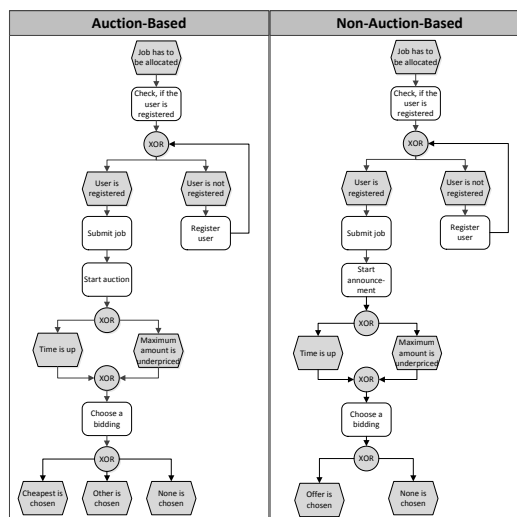 Auction-Based
Job has to
be allocated
Check, if the
user is
registered
XOR
User is
registered
User is not
registered
Submit job
Register
user
Start auction
XOR
Time is up
Maximum
amount is
underpriced
XOR
Choose a
bidding
XOR
Cheapest is
chosen
Other is
chosen
None is
chosen
Non-Auction-Based
Job has to
be allocated
Check, if the
user is
registered
XOR
User is
registered
User is not
registered
Submit job
Register
user
Start
announce-
ment
XOR
Time is up
Maximum
amount is
underpriced
XOR
Choose a
bidding
XOR
Offer is
chosen
None is
chosen